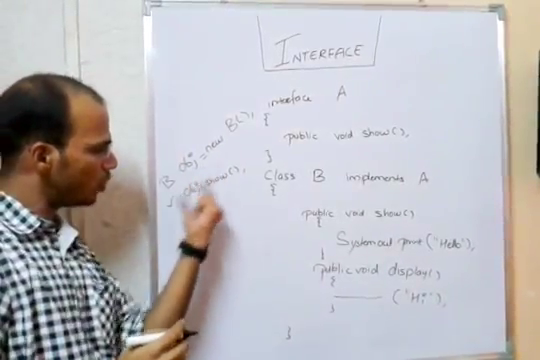 INTERFACE
interface A
{
public void show();
}
class B implements A
{
public void show()
{
System.out.print ("Hello");
}
public void display()
{
("Hi");
}
}
B obj = new B();
obj.show();